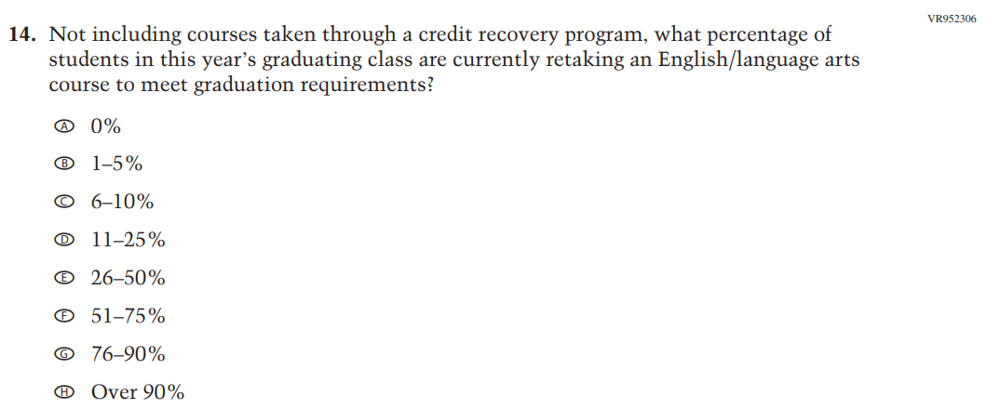 VR952306
14. Not including courses taken through a credit recovery program, what percentage of
students in this year's graduating class are currently retaking an English/language arts
course to meet graduation requirements?
A 0%
B 1–5%
C 6–10%
D 11–25%
E 26–50%
F 51–75%
G 76–90%
H Over 90%